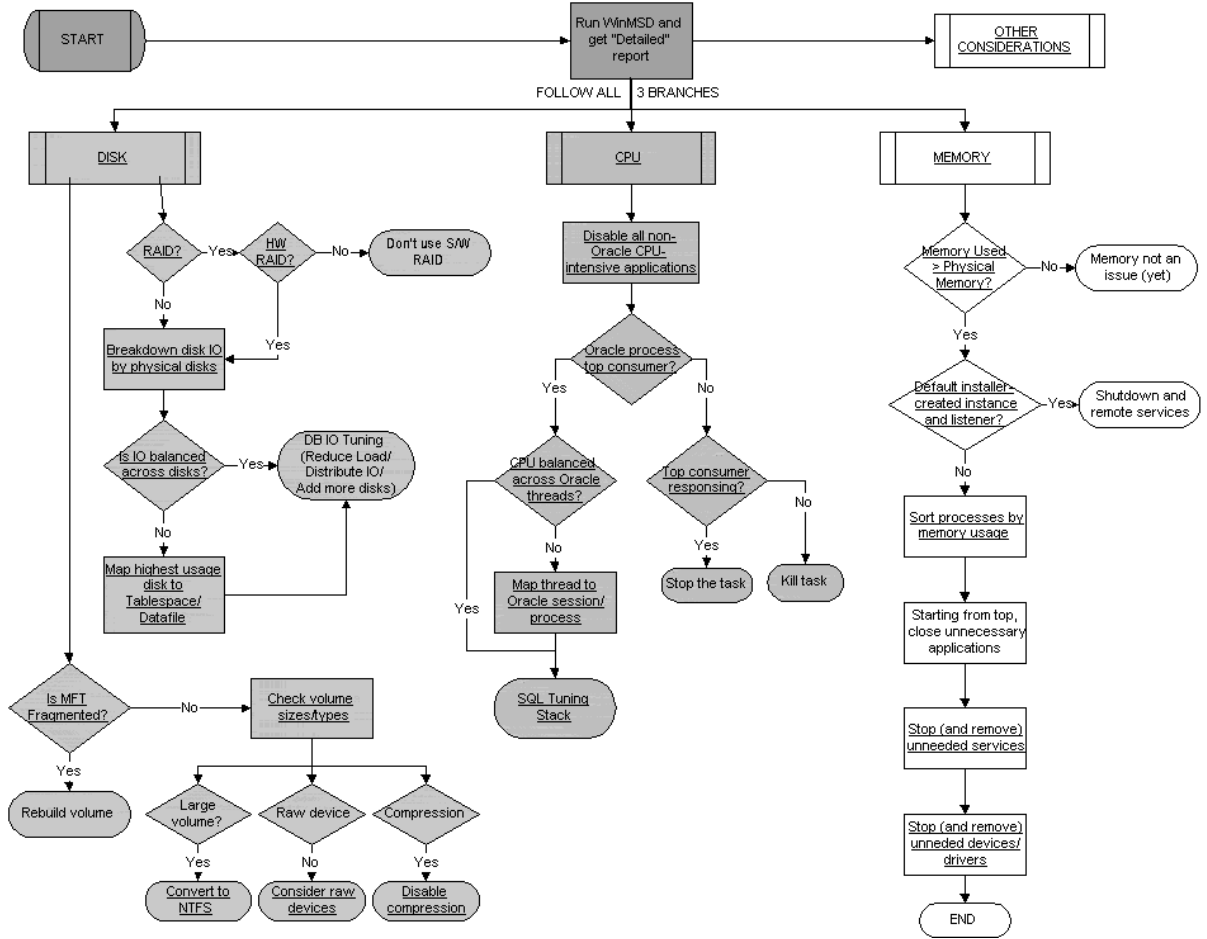 START
Run WinMSD and
get "Detailed"
report
OTHER
CONSIDERATIONS
FOLLOW ALL
3 BRANCHES
DISK
CPU
MEMORY
RAID?
Yes
HW
RAID?
No
Don't use S/W
RAID
No
Yes
Breakdown disk IO
by physical disks
Is IO balanced
across disks?
Yes
DB IO Tuning
(Reduce Load/
Distribute IO/
Add more disks)
No
Map highest usage
disk to
Tablespace/
Datafile
Is MFT
Fragmented?
No
Check volume
sizes/types
Yes
Rebuild volume
Large
volume?
Raw device
Compression
Yes
No
Yes
Convert to
NTFS
Consider raw
devices
Disable
compression
Disable all non-
Oracle CPU-
intensive applications
Oracle process
top consumer?
Yes
No
CPU balanced
across Oracle
threads?
Top consumer
responsing?
No
Yes
No
Yes
Map thread to
Oracle session/
process
Stop the task
Kill task
SQL Tuning
Stack
Memory Used
> Physical
Memory?
No
Memory not an
issue (yet)
Yes
Default installer-
created instance
and listener?
Yes
Shutdown and
remote services
No
Sort processes by
memory usage
Starting from top,
close unnecessary
applications
Stop (and remove)
unneeded services
Stop (and remove)
unneded devices/
drivers
END